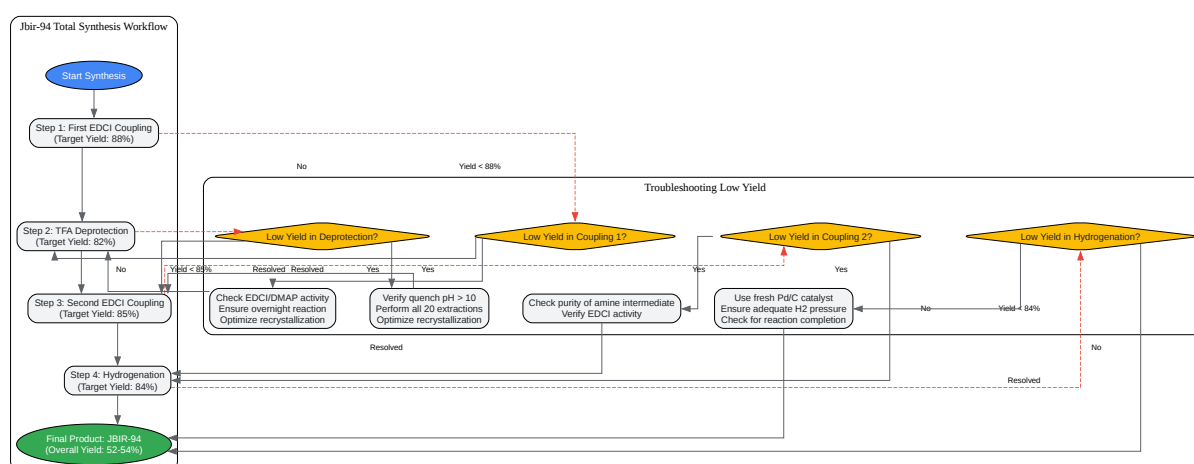 Jbir-94 Total Synthesis Workflow
Start Synthesis
Step 1: First EDCI Coupling
(Target Yield: 88%)
No
Yield < 88%
Troubleshooting Low Yield
Step 2: TFA Deprotection
(Target Yield: 82%)
Low Yield in Deprotection?
Low Yield in Coupling 1?
Low Yield in Coupling 2?
Low Yield in Hydrogenation?
No
Yield < 85%
Resolved
Resolved
Yes
Yes
Yes
Yes
Step 3: Second EDCI Coupling
(Target Yield: 85%)
Check EDCI/DMAP activity
Ensure overnight reaction
Optimize recrystallization
Verify quench pH > 10
Perform all 20 extractions
Optimize recrystallization
Check purity of amine intermediate
Verify EDCI activity
Use fresh Pd/C catalyst
Ensure adequate H2 pressure
Check for reaction completion
No
Yield < 84%
Resolved
No
Step 4: Hydrogenation
(Target Yield: 84%)
Resolved
Final Product: JBIR-94
(Overall Yield: 52-54%)